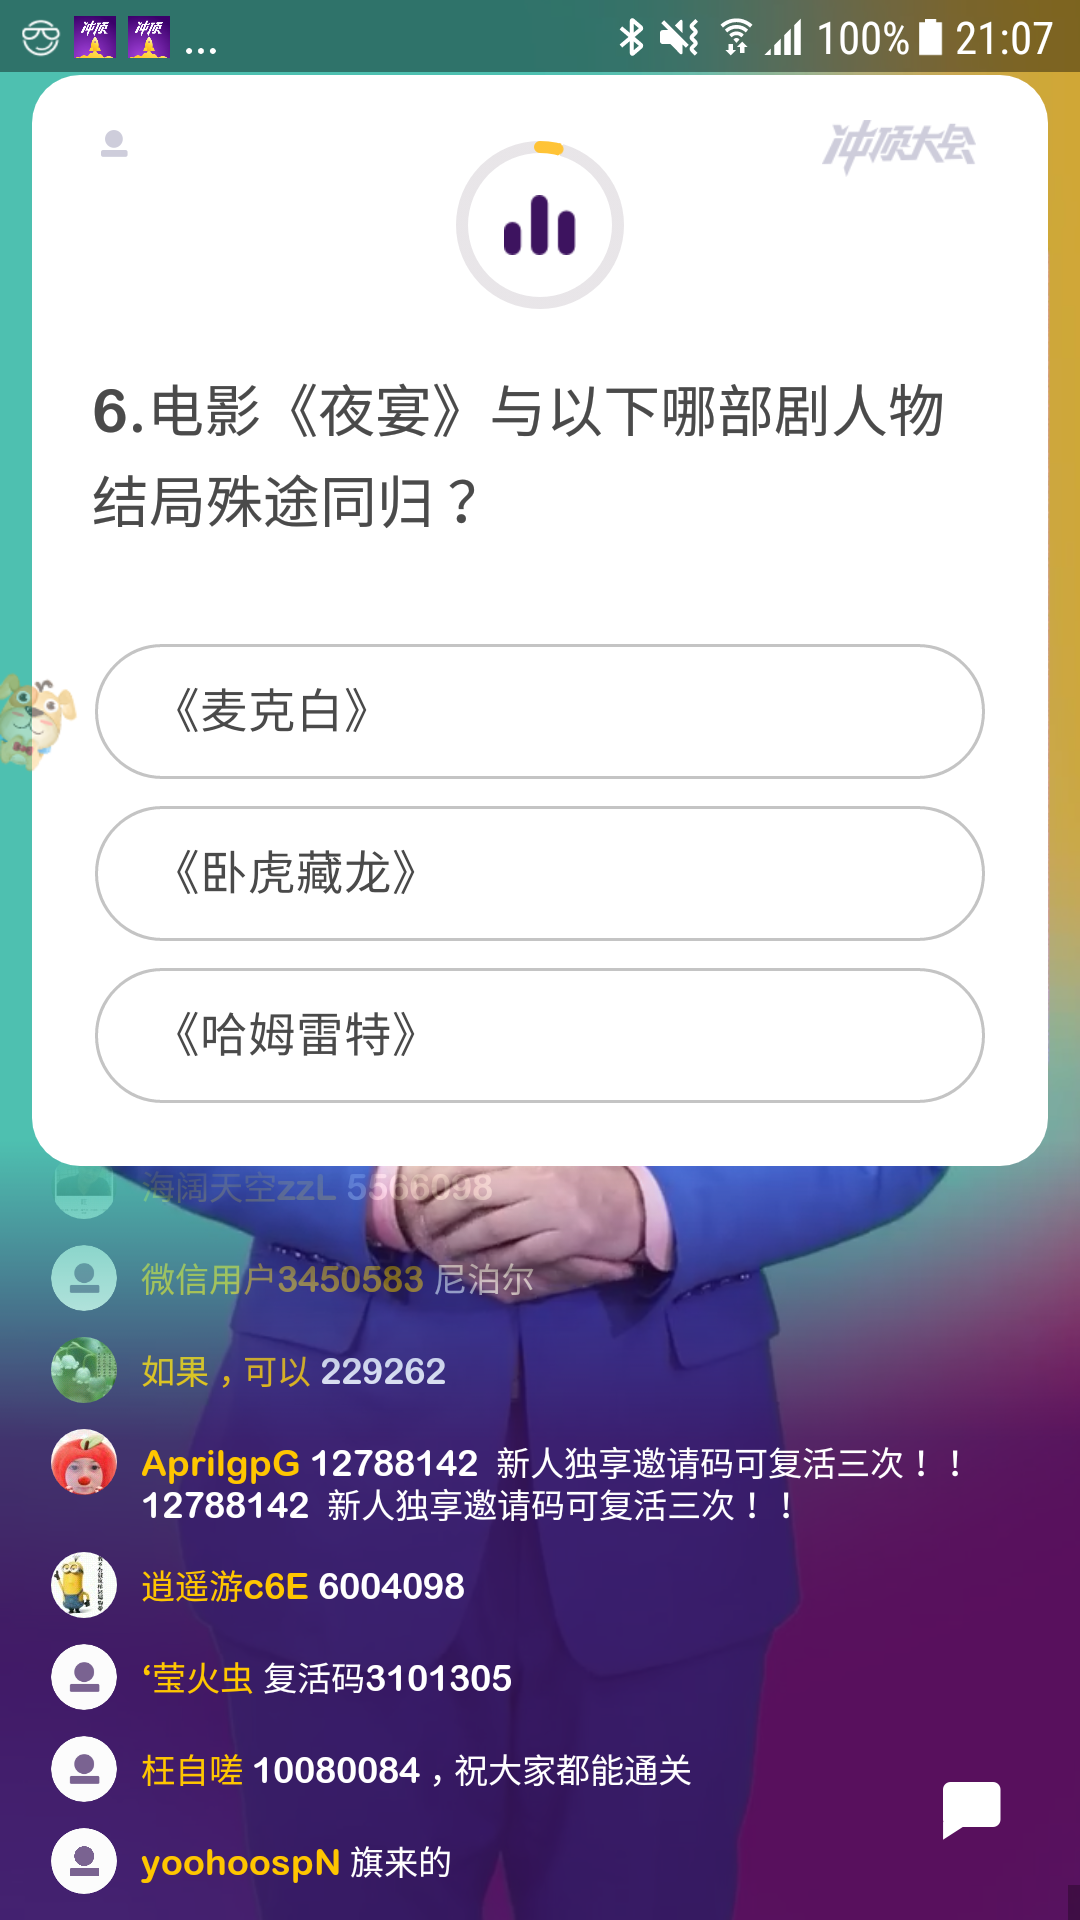 冲顶
冲顶
...
100%
21:07
冲顶大会
6.电影《夜宴》与以下哪部剧人物
结局殊途同归？
《麦克白》
《卧虎藏龙》
《哈姆雷特》
海阔天空zzL 5566098
微信用户3450583 尼泊尔
如果，可以 229262
AprilgpG 12788142 新人独享邀请码可复活三次！！
12788142 新人独享邀请码可复活三次！！
逍遥游c6E 6004098
‘莹火虫 复活码3101305
枉自嗟 10080084，祝大家都能通关
yoohoospN 旗来的